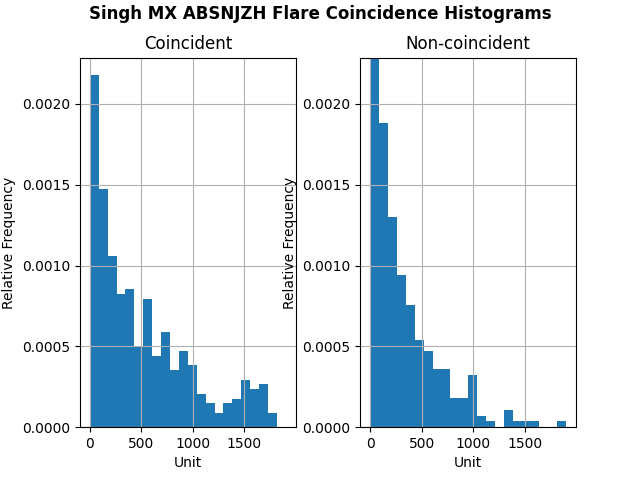 Singh MX ABSNJZH Flare Coincidence Histograms
Coincident
Non-coincident
Relative Frequency
0.0020
0.0015
0.0010
0.0005
0.0000
0
500
1000
1500
Unit
Relative Frequency
0.0020
0.0015
0.0010
0.0005
0.0000
0
500
1000
1500
Unit